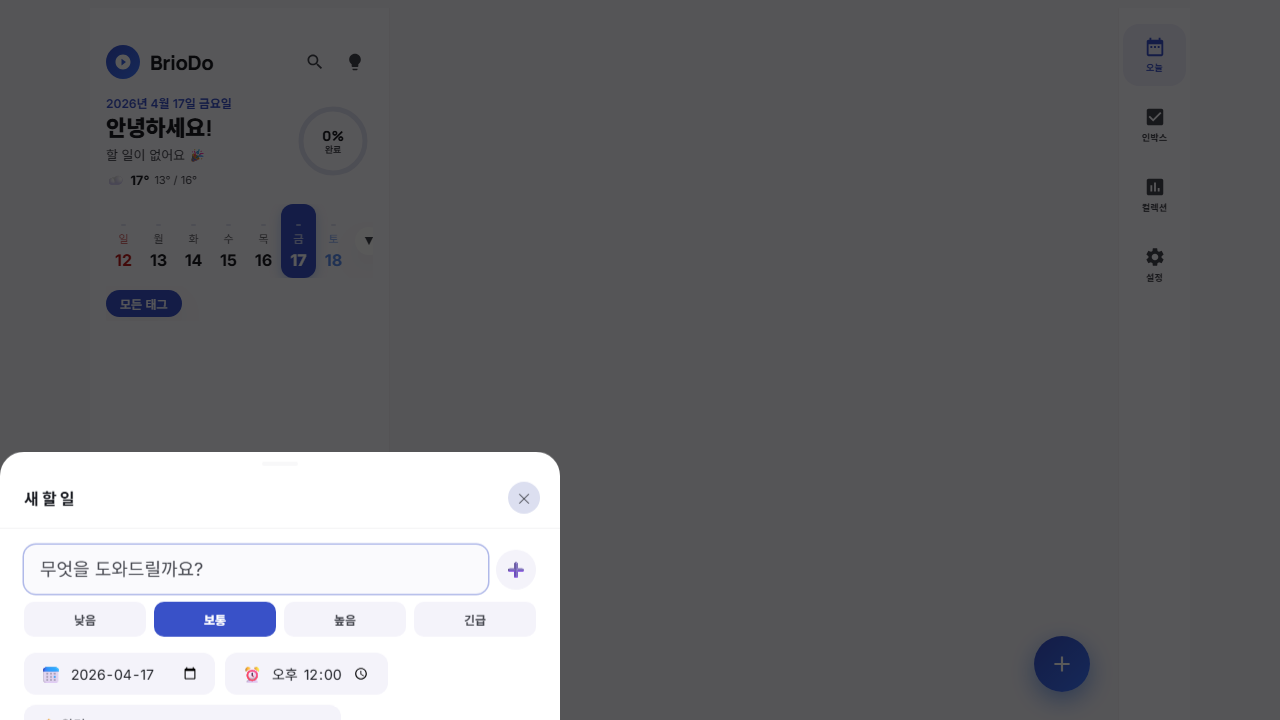 BrioDo
2026년 4월 17일 금요일
안녕하세요!
할 일이 없어요 🎉
17° 13° / 16°
0%
완료
- - - - - - -
일 월 화 수 목 금 토
12 13 14 15 16 17 18 ▼
모든 태그
오늘
인박스
컬렉션
설정
새 할 일
무엇을 도와드릴까요?
낮음 보통 높음 긴급
2026-04-17 오후 12:00